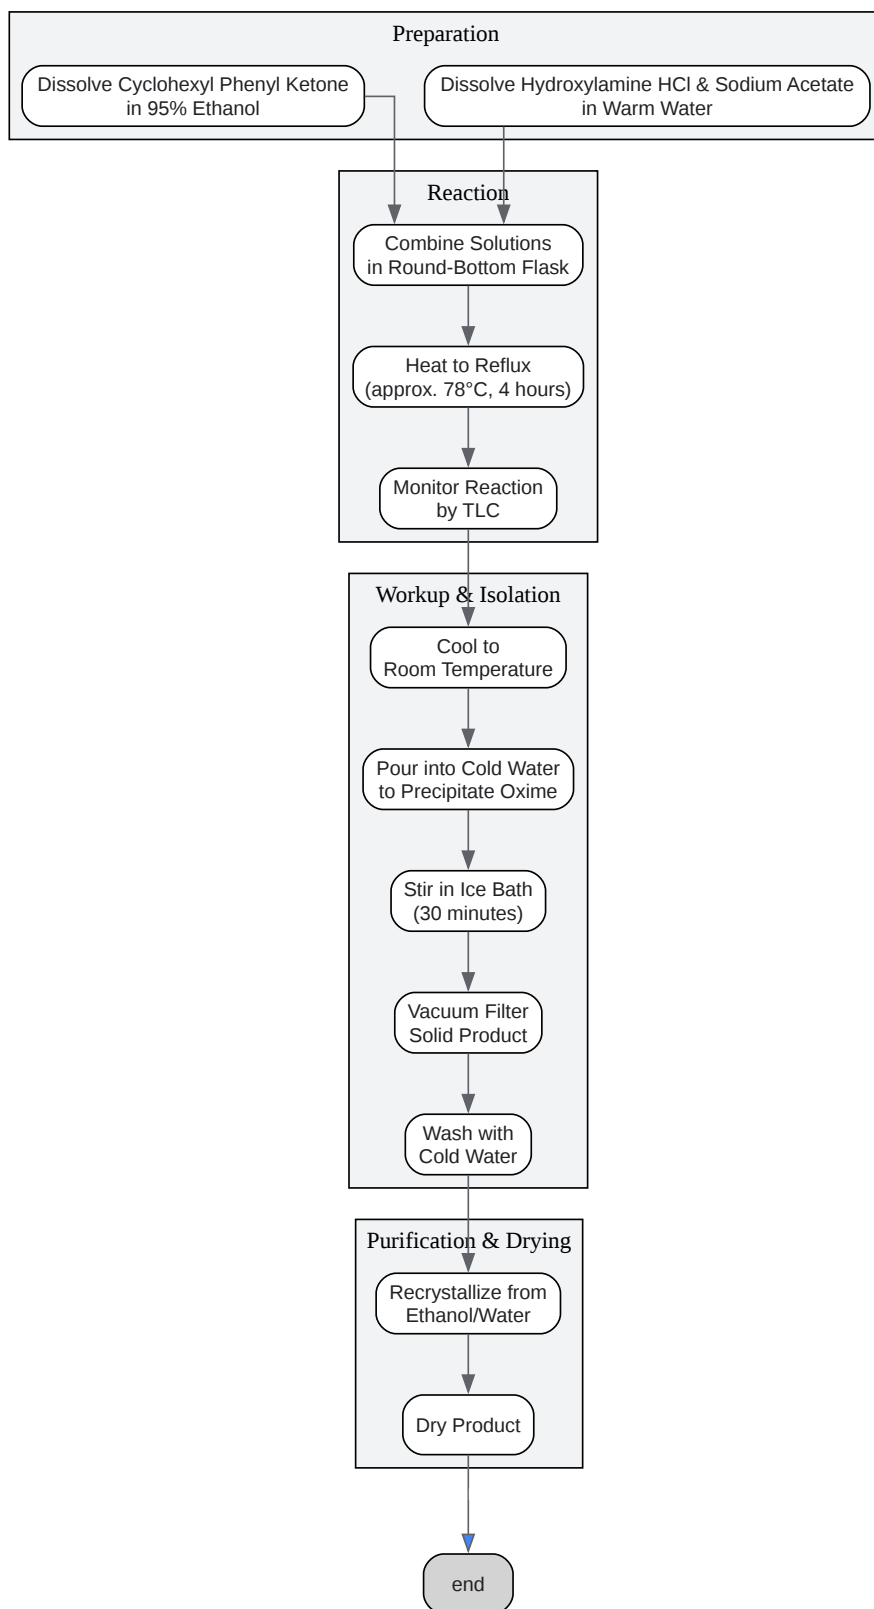 Preparation
Dissolve Cyclohexyl Phenyl Ketone
in 95% Ethanol
Dissolve Hydroxylamine HCl & Sodium Acetate
in Warm Water
Reaction
Combine Solutions
in Round-Bottom Flask
Heat to Reflux
(approx. 78°C, 4 hours)
Monitor Reaction
by TLC
Workup & Isolation
Cool to
Room Temperature
Pour into Cold Water
to Precipitate Oxime
Stir in Ice Bath
(30 minutes)
Vacuum Filter
Solid Product
Wash with
Cold Water
Purification & Drying
Recrystallize from
Ethanol/Water
Dry Product
end